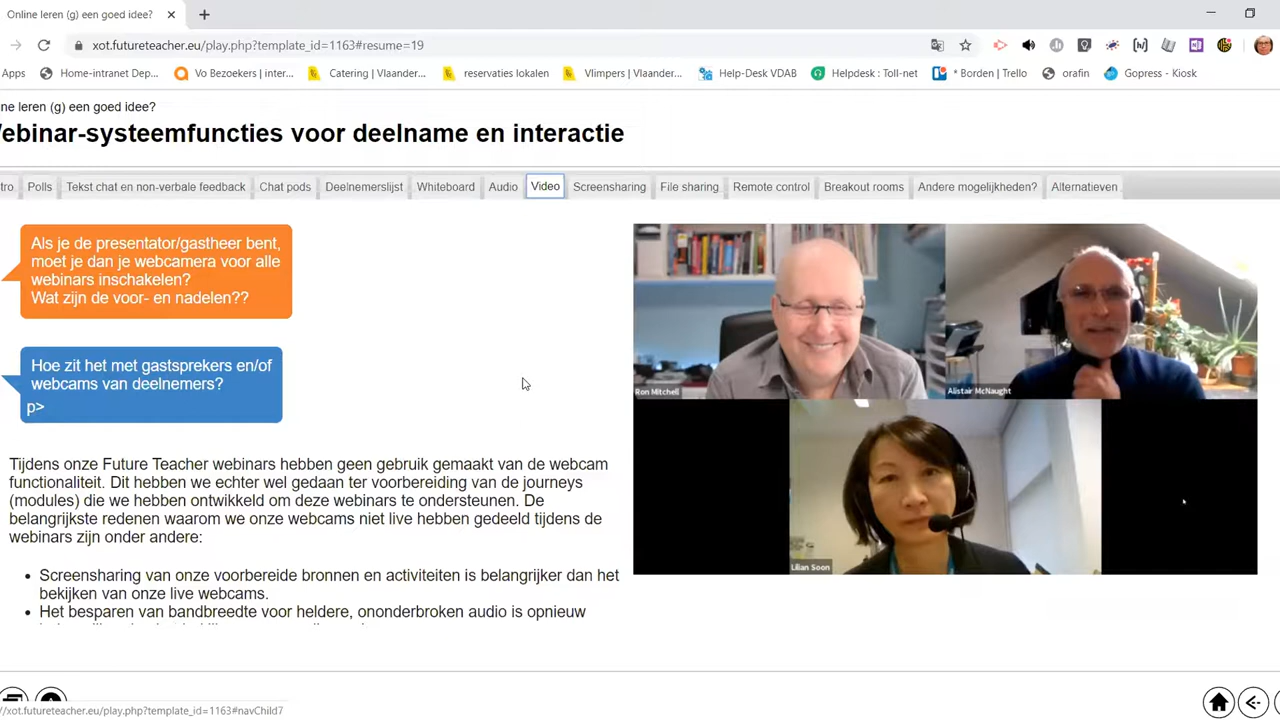 Online leren (g) een goed idee?
xot.futureteacher.eu/play.php?template_id=1163#resume=19
Apps Home-intranet Dep... Vo Bezoekers | inter... Catering | Vlaander... reservaties lokalen Vlimpers | Vlaander... Help-Desk VDAB Helpdesk : Toll-net * Borden | Trello orafin Gopress - Kiosk
ne leren (g) een goed idee?
ebinar-systeemfuncties voor deelname en interactie
tro Polls Tekst chat en non-verbale feedback Chat pods Deelnemerslijst Whiteboard Audio Video Screensharing File sharing Remote control Breakout rooms Andere mogelijkheden? Alternatieven
Als je de presentator/gastheer bent,
moet je dan je webcamera voor alle
webinars inschakelen?
Wat zijn de voor- en nadelen??
Hoe zit het met gastsprekers en/of
webcams van deelnemers?
p>
Tijdens onze Future Teacher webinars hebben geen gebruik gemaakt van de webcam
functionaliteit. Dit hebben we echter wel gedaan ter voorbereiding van de journeys
(modules) die we hebben ontwikkeld om deze webinars te ondersteunen. De
belangrijkste redenen waarom we onze webcams niet live hebben gedeeld tijdens de
webinars zijn onder andere:
• Screensharing van onze voorbereide bronnen en activiteiten is belangrijker dan het
bekijken van onze live webcams.
• Het besparen van bandbreedte voor heldere, ononderbroken audio is opnieuw
Ron Mitchell
Alistair McNaught
Lilian Soon
//xot.futureteacher.eu/play.php?template_id=1163#navChild7